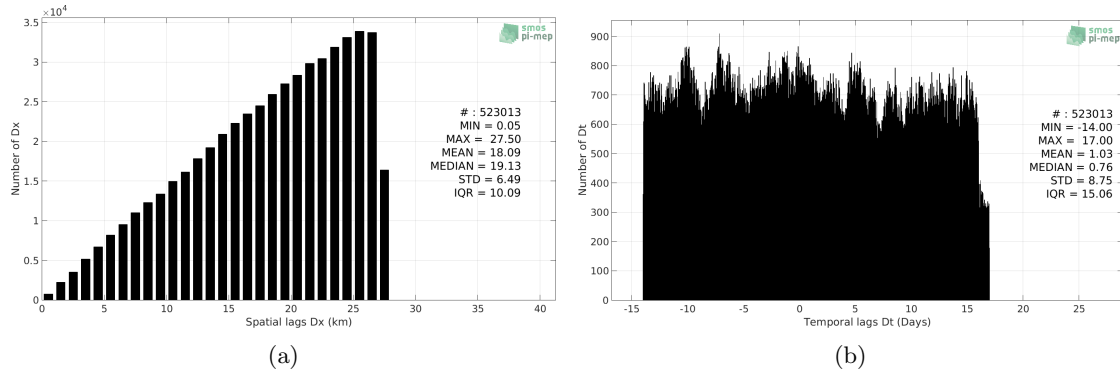 ×10⁴
3.5
3
2.5
2
1.5
1
0.5
0
0 5 10 15 20 25 30 35 40
Number of Dx
Spatial lags Dx (km)
smos
pi-mep
# : 523013
MIN = 0.05
MAX = 27.50
MEAN = 18.09
MEDIAN = 19.13
STD = 6.49
IQR = 10.09
(a)
900
800
700
600
500
400
300
200
100
0
-15 -10 -5 0 5 10 15 20 25
Number of Dt
Temporal lags Dt (Days)
smos
pi-mep
# : 523013
MIN = -14.00
MAX = 17.00
MEAN = 1.03
MEDIAN = 0.76
STD = 8.75
IQR = 15.06
(b)